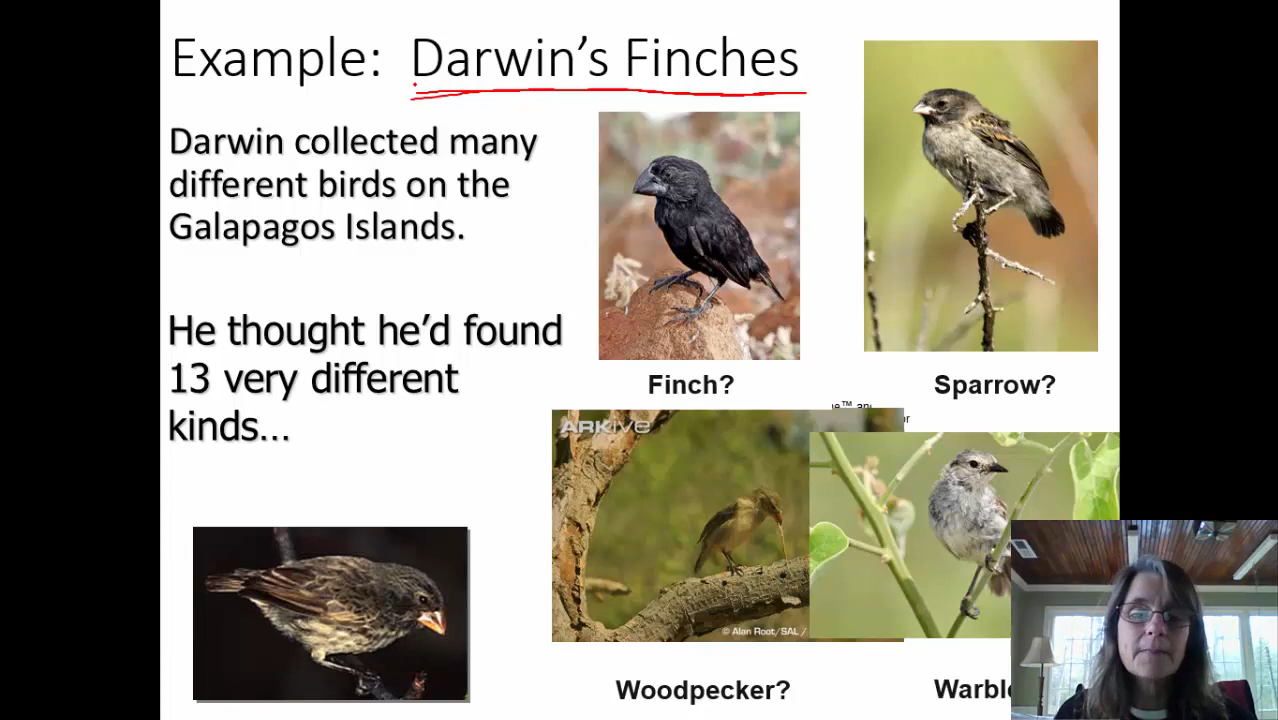 Example: Darwin's Finches
Darwin collected many
different birds on the
Galapagos Islands.
He thought he'd found
13 very different
kinds...
Finch?
Sparrow?
ARKive
© Alan Root/SAL /
Woodpecker?